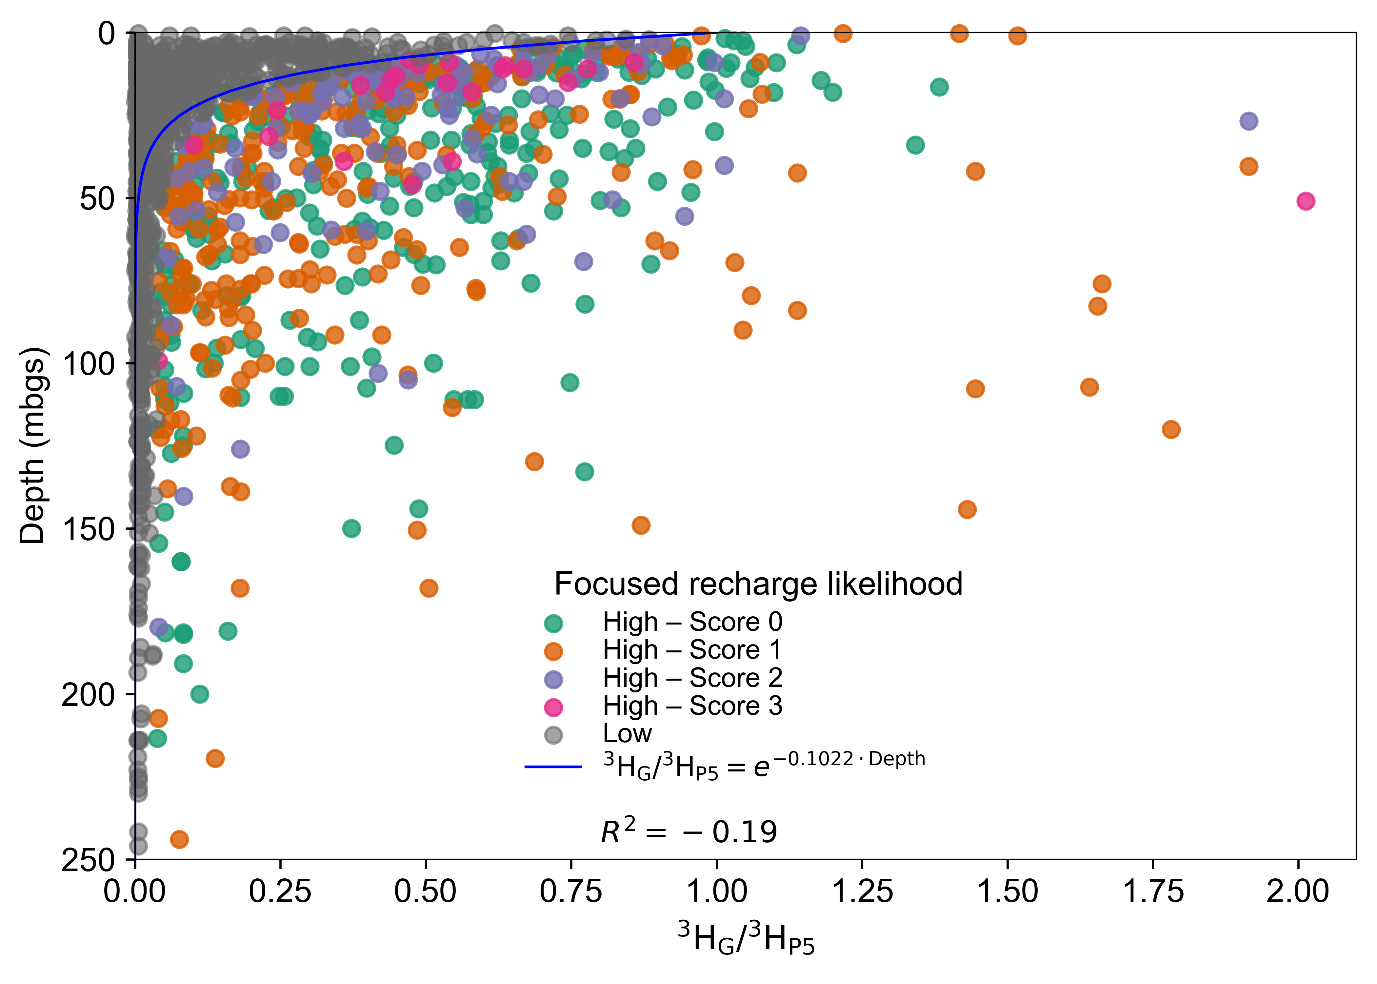 0
50
100
150
200
250
Depth (mbgs)
Focused recharge likelihood
High – Score 0
High – Score 1
High – Score 2
High – Score 3
Low
³H_G/³H_P5 = e^(−0.1022 · Depth)
R² = −0.19
0.00 0.25 0.50 0.75 1.00 1.25 1.50 1.75 2.00
³H_G/³H_P5